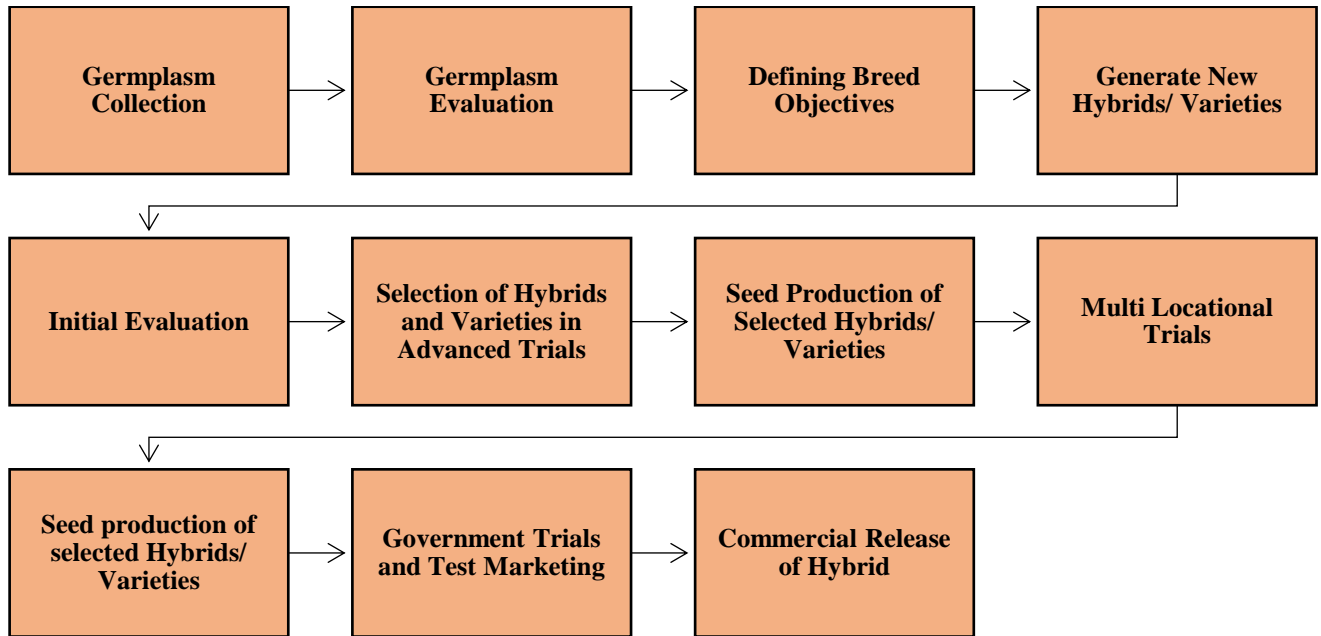 Germplasm
Collection
Germplasm
Evaluation
Defining Breed
Objectives
Generate New
Hybrids/ Varieties
Initial Evaluation
Selection of Hybrids
and Varieties in
Advanced Trials
Seed Production of
Selected Hybrids/
Varieties
Multi Locational
Trials
Seed production of
selected Hybrids/
Varieties
Government Trials
and Test Marketing
Commercial Release
of Hybrid